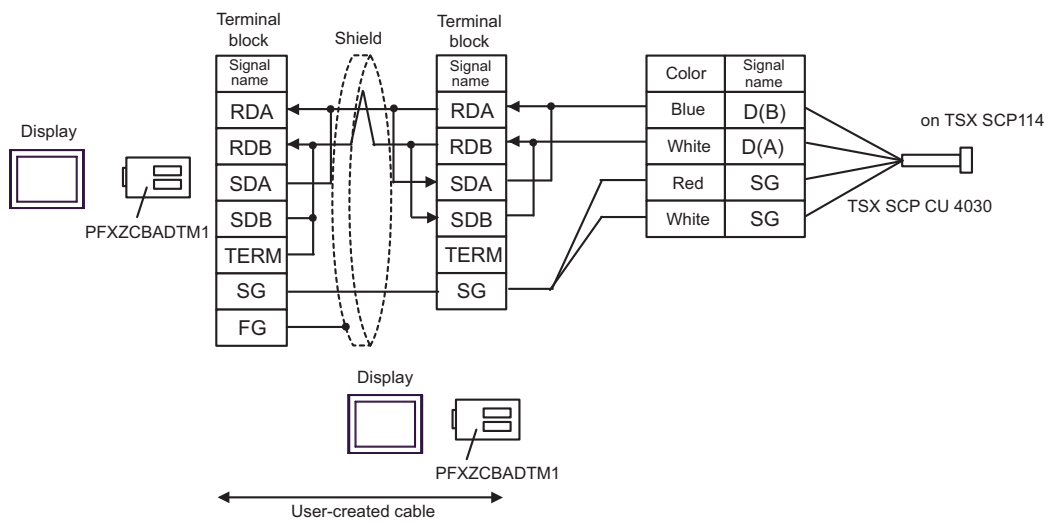 Terminal
block
Shield
Terminal
block
Signal
name
RDA
RDB
SDA
SDB
TERM
SG
FG
Signal
name
RDA
RDB
SDA
SDB
TERM
SG
Color
Signal
name
Blue
D(B)
White
D(A)
Red
SG
White
SG
on TSX SCP114
TSX SCP CU 4030
Display
PFXZCBADTM1
Display
PFXZCBADTM1
User-created cable